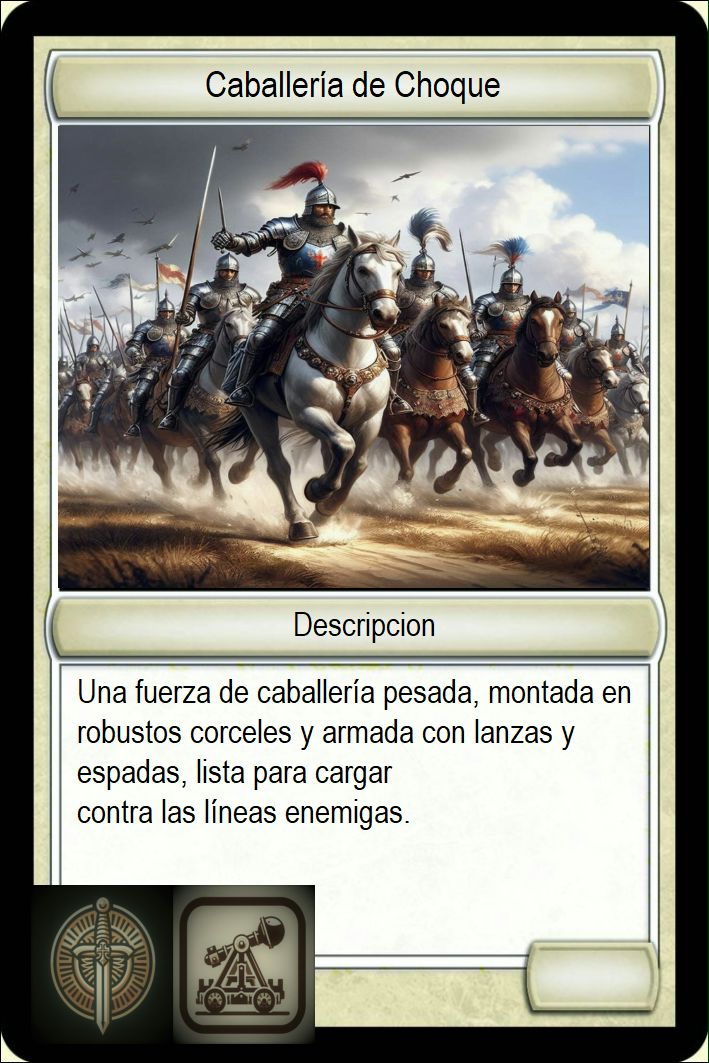 Caballería de Choque
Descripcion
Una fuerza de caballería pesada, montada en
robustos corceles y armada con lanzas y
espadas, lista para cargar
contra las líneas enemigas.